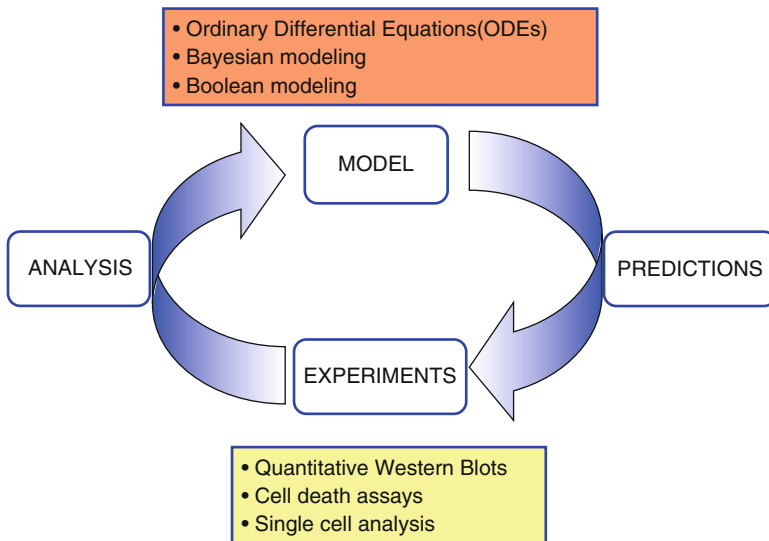 • Ordinary Differential Equations(ODEs)
• Bayesian modeling
• Boolean modeling
MODEL
ANALYSIS
PREDICTIONS
EXPERIMENTS
• Quantitative Western Blots
• Cell death assays
• Single cell analysis